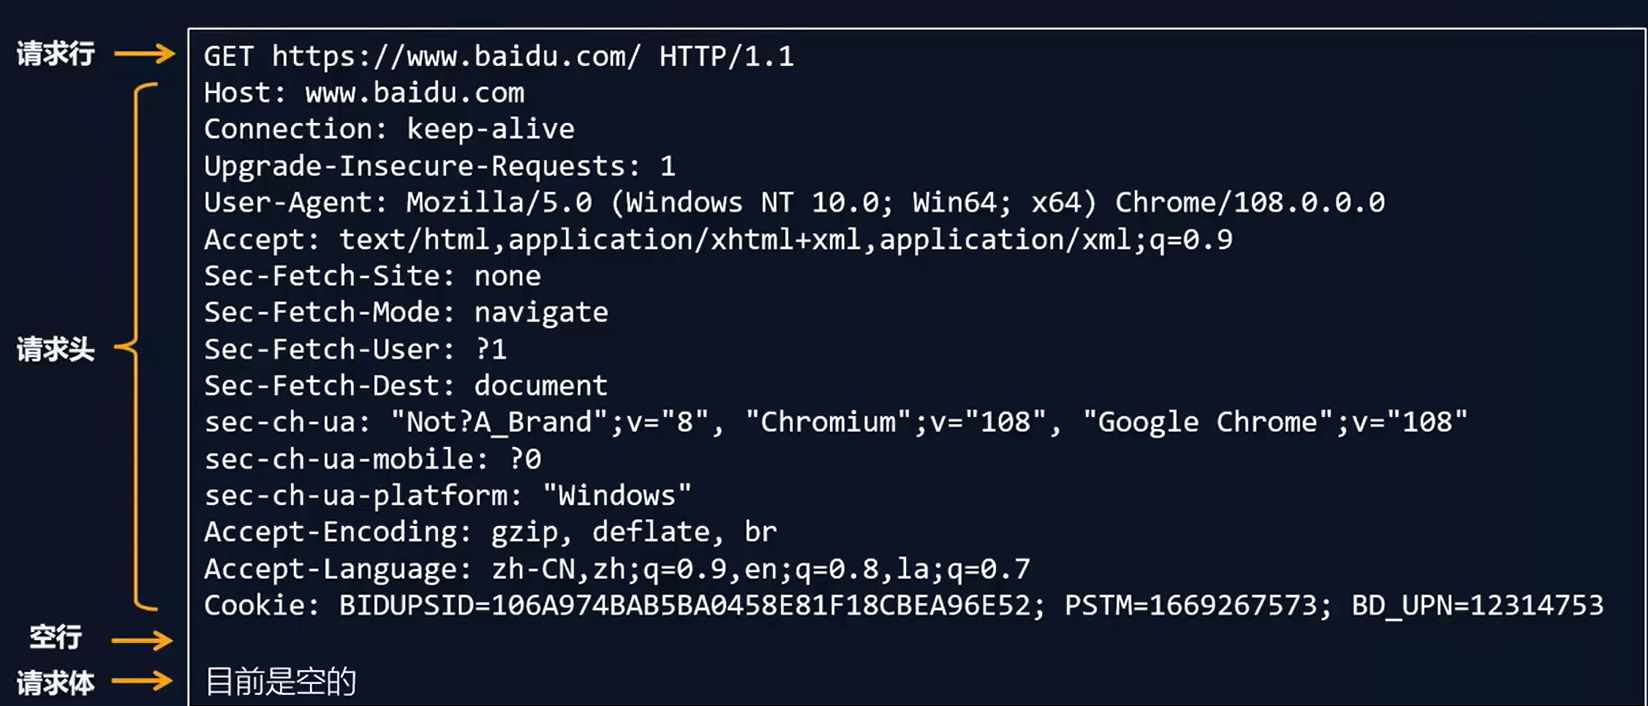 请求行 GET https://www.baidu.com/ HTTP/1.1
Host: www.baidu.com
Connection: keep-alive
Upgrade-Insecure-Requests: 1
User-Agent: Mozilla/5.0 (Windows NT 10.0; Win64; x64) Chrome/108.0.0.0
Accept: text/html,application/xhtml+xml,application/xml;q=0.9
Sec-Fetch-Site: none
Sec-Fetch-Mode: navigate
请求头 Sec-Fetch-User: ?1
Sec-Fetch-Dest: document
sec-ch-ua: "Not?A_Brand";v="8", "Chromium";v="108", "Google Chrome";v="108"
sec-ch-ua-mobile: ?0
sec-ch-ua-platform: "Windows"
Accept-Encoding: gzip, deflate, br
Accept-Language: zh-CN,zh;q=0.9,en;q=0.8,la;q=0.7
Cookie: BIDUPSID=106A974BAB5BA0458E81F18CBEA96E52; PSTM=1669267573; BD_UPN=12314753
空行
请求体 目前是空的